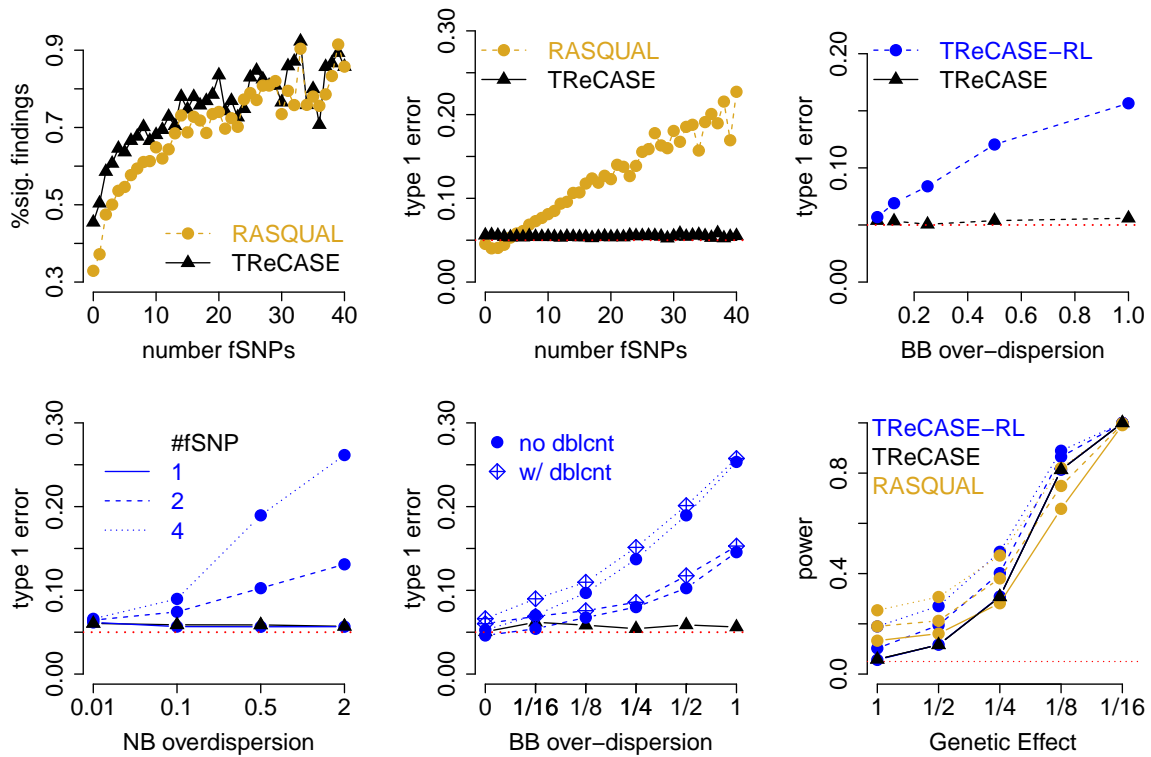 %sig. findings
0.3 0.5 0.7 0.9
RASQUAL
TReCASE
0 10 20 30 40
number fSNPs
type 1 error
0.00 0.10 0.20 0.30
RASQUAL
TReCASE
0 10 20 30 40
number fSNPs
type 1 error
0.00 0.10 0.20
TReCASE−RL
TReCASE
0.2 0.4 0.6 0.8 1.0
BB over−dispersion
type 1 error
0.00 0.10 0.20 0.30
#fSNP
1
2
4
0.01 0.1 0.5 2
NB overdispersion
type 1 error
0.00 0.10 0.20 0.30
no dblcnt
w/ dblcnt
0 1/16 1/8 1/4 1/2 1
BB over−dispersion
power
0.0 0.4 0.8
TReCASE−RL
TReCASE
RASQUAL
1 1/2 1/4 1/8 1/16
Genetic Effect